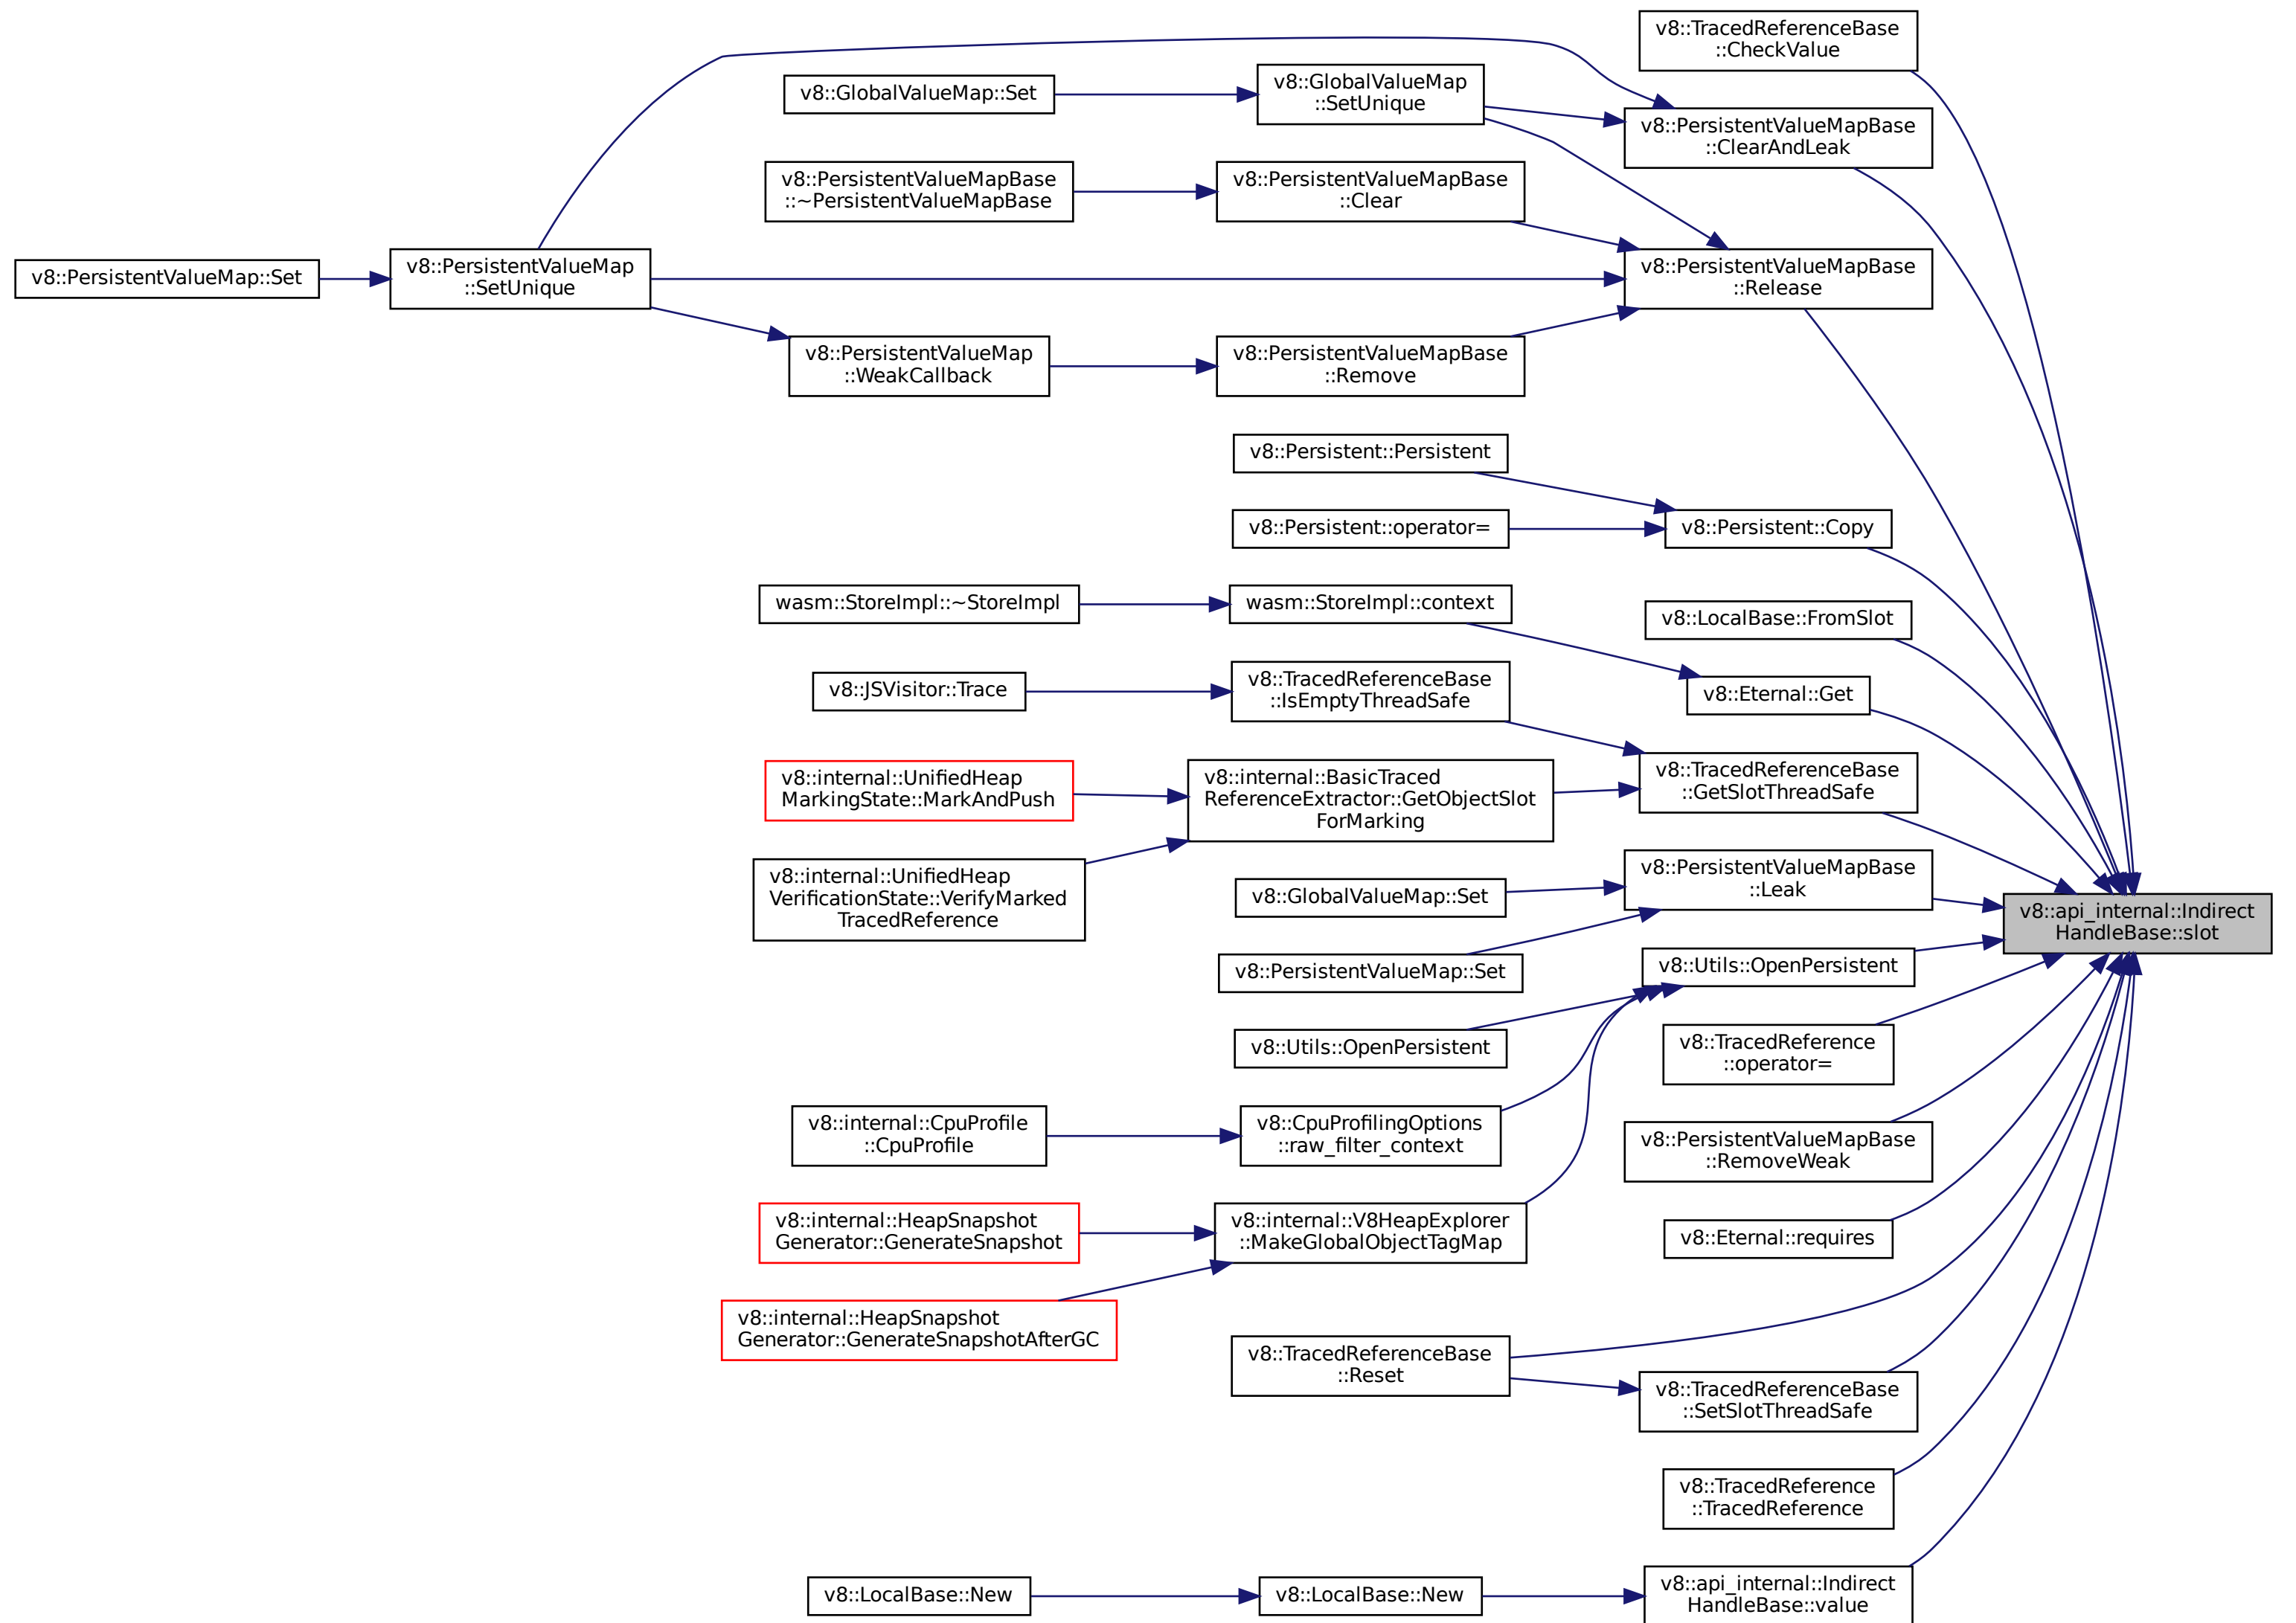 v8::TracedReferenceBase
::CheckValue
v8::GlobalValueMap::Set
v8::GlobalValueMap
::SetUnique
v8::PersistentValueMapBase
::ClearAndLeak
v8::PersistentValueMapBase
::~PersistentValueMapBase
v8::PersistentValueMapBase
::Clear
v8::PersistentValueMap::Set
v8::PersistentValueMap
::SetUnique
v8::PersistentValueMapBase
::Release
v8::PersistentValueMap
::WeakCallback
v8::PersistentValueMapBase
::Remove
v8::Persistent::Persistent
v8::Persistent::operator=
v8::Persistent::Copy
wasm::StoreImpl::~StoreImpl
wasm::StoreImpl::context
v8::LocalBase::FromSlot
v8::JSVisitor::Trace
v8::TracedReferenceBase
::IsEmptyThreadSafe
v8::Eternal::Get
v8::internal::UnifiedHeap
MarkingState::MarkAndPush
v8::internal::BasicTraced
ReferenceExtractor::GetObjectSlot
ForMarking
v8::TracedReferenceBase
::GetSlotThreadSafe
v8::internal::UnifiedHeap
VerificationState::VerifyMarked
TracedReference
v8::GlobalValueMap::Set
v8::PersistentValueMapBase
::Leak
v8::api_internal::Indirect
HandleBase::slot
v8::PersistentValueMap::Set
v8::Utils::OpenPersistent
v8::Utils::OpenPersistent
v8::TracedReference
::operator=
v8::internal::CpuProfile
::CpuProfile
v8::CpuProfilingOptions
::raw_filter_context
v8::PersistentValueMapBase
::RemoveWeak
v8::internal::HeapSnapshot
Generator::GenerateSnapshot
v8::internal::V8HeapExplorer
::MakeGlobalObjectTagMap
v8::Eternal::requires
v8::internal::HeapSnapshot
Generator::GenerateSnapshotAfterGC
v8::TracedReferenceBase
::Reset
v8::TracedReferenceBase
::SetSlotThreadSafe
v8::TracedReference
::TracedReference
v8::LocalBase::New
v8::LocalBase::New
v8::api_internal::Indirect
HandleBase::value